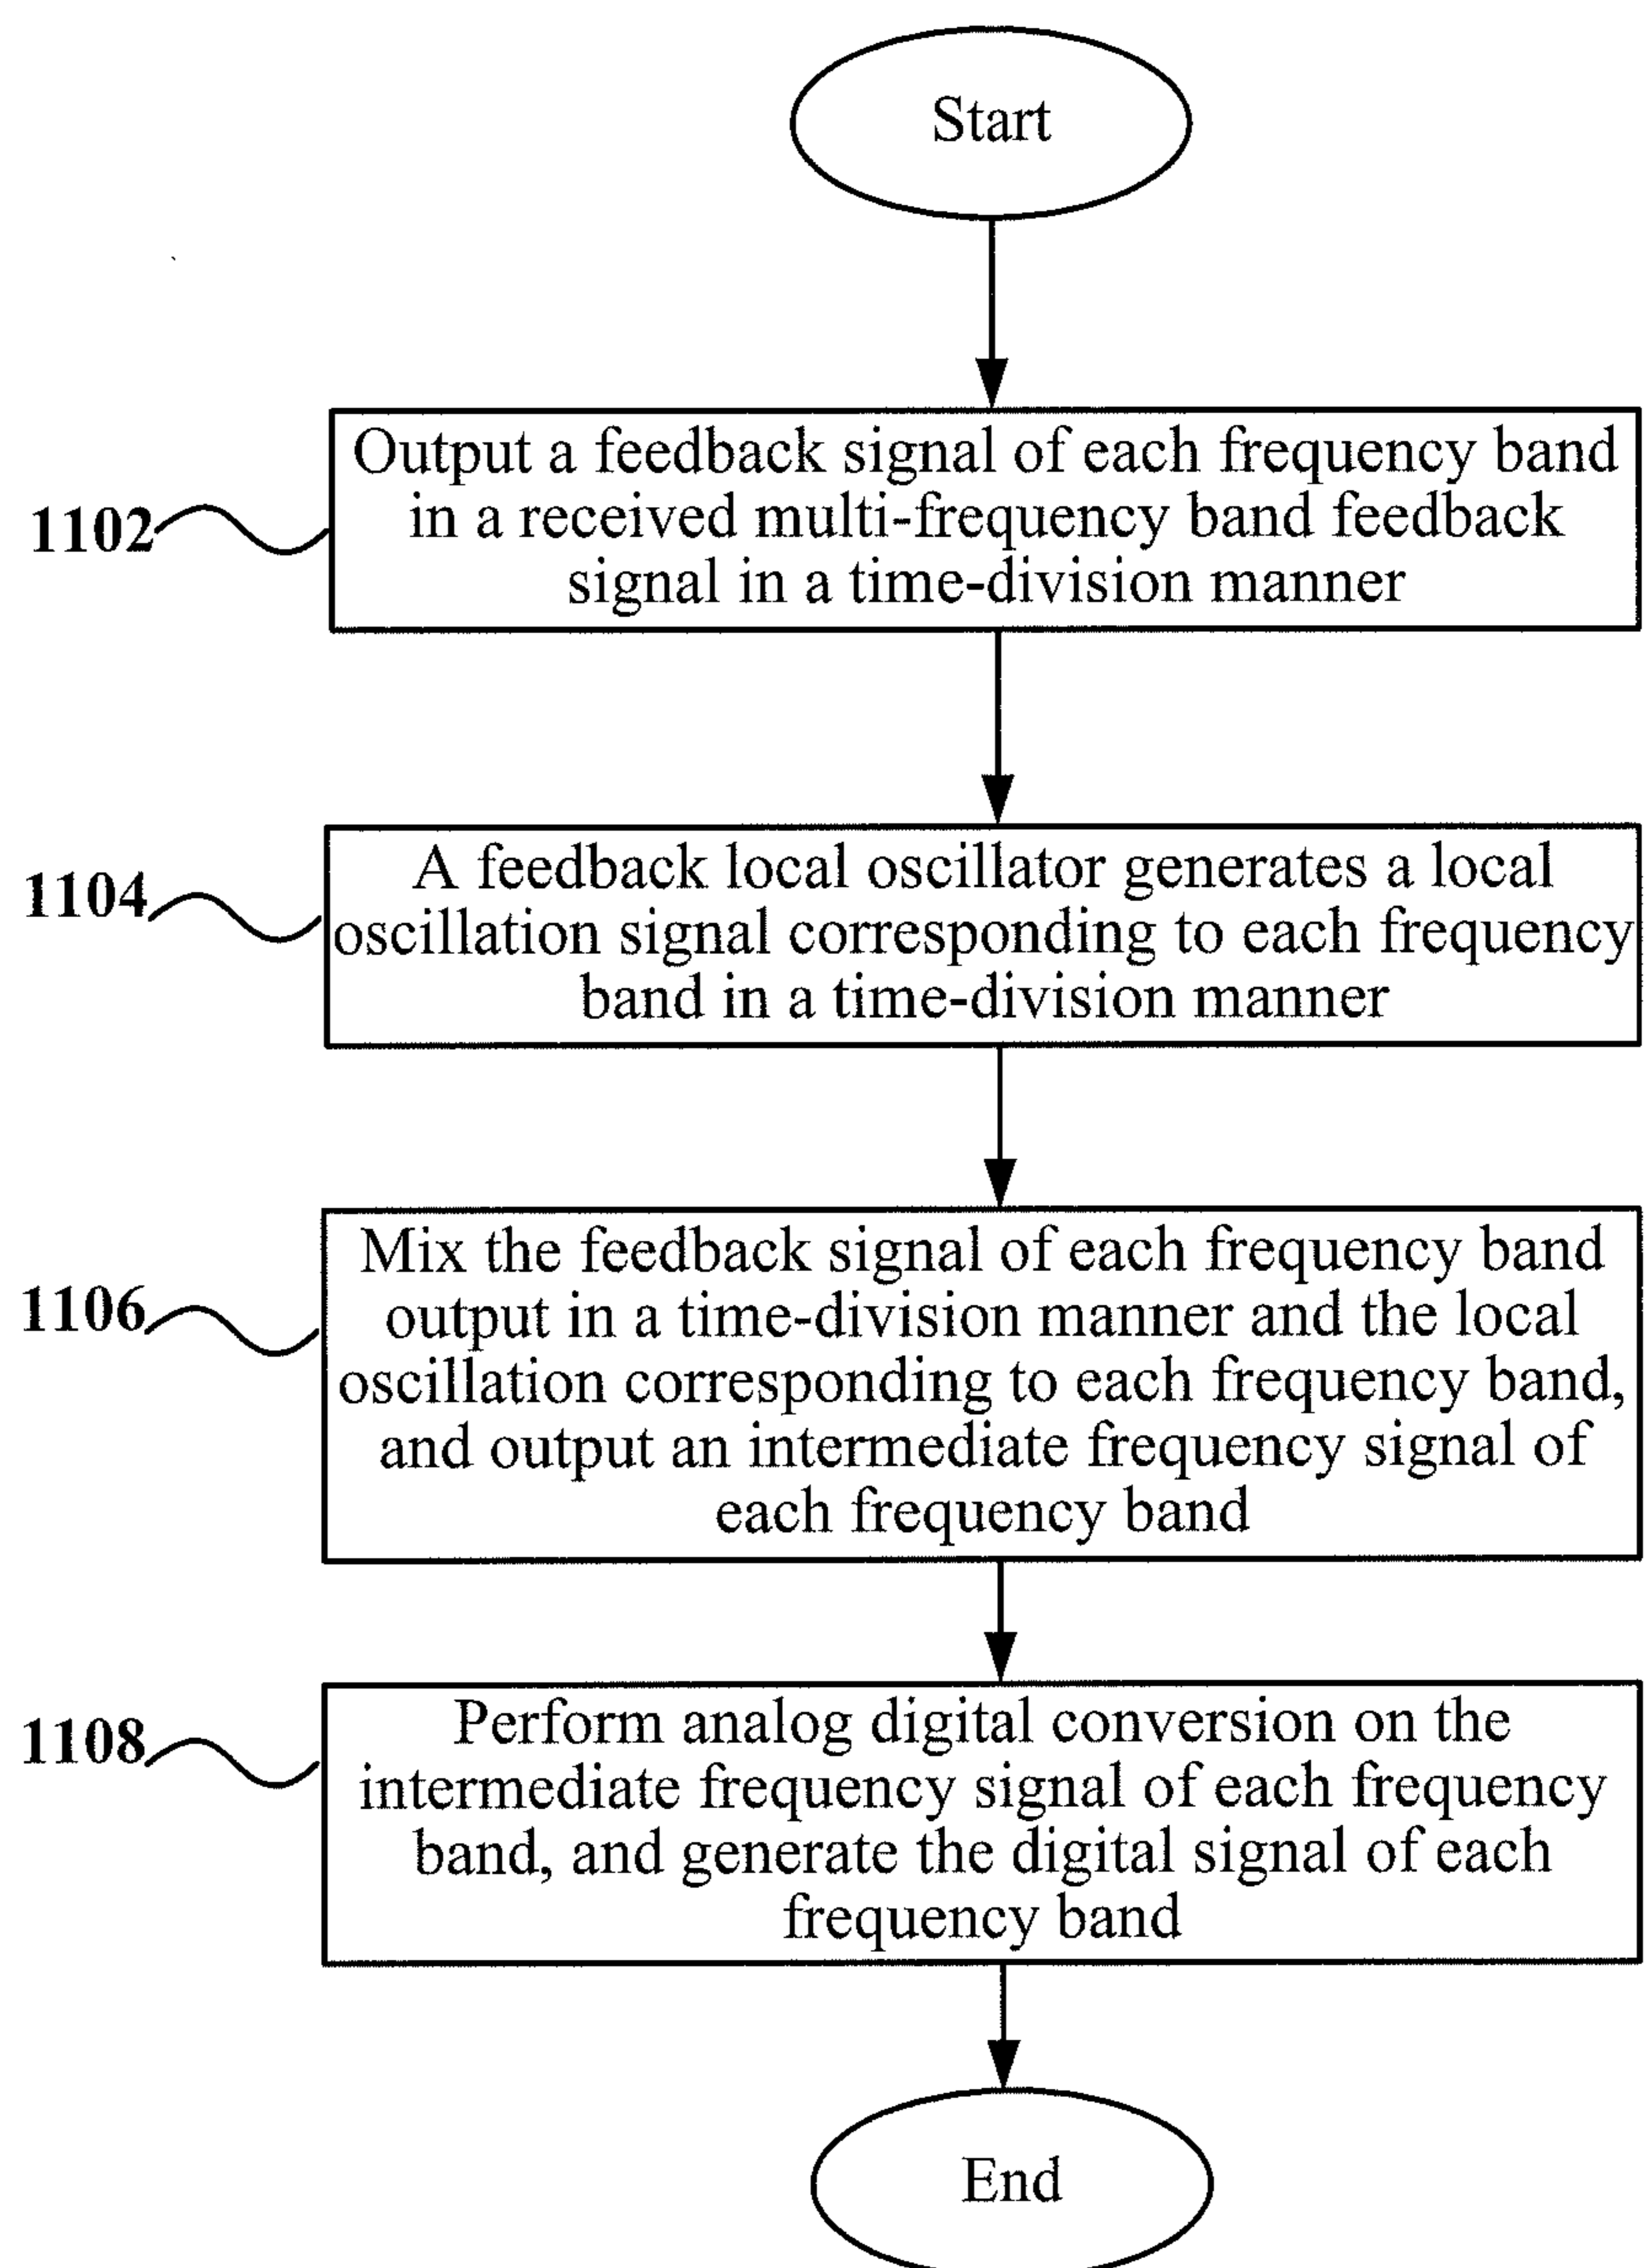 Start
Output a feedback signal of each frequency band
in a received multi-frequency band feedback
signal in a time-division manner
1102
A feedback local oscillator generates a local
oscillation signal corresponding to each frequency
band in a time-division manner
1104
Mix the feedback signal of each frequency band
output in a time-division manner and the local
oscillation corresponding to each frequency band,
and output an intermediate frequency signal of
each frequency band
1106
Perform analog digital conversion on the
intermediate frequency signal of each frequency
band, and generate the digital signal of each
frequency band
1108
End